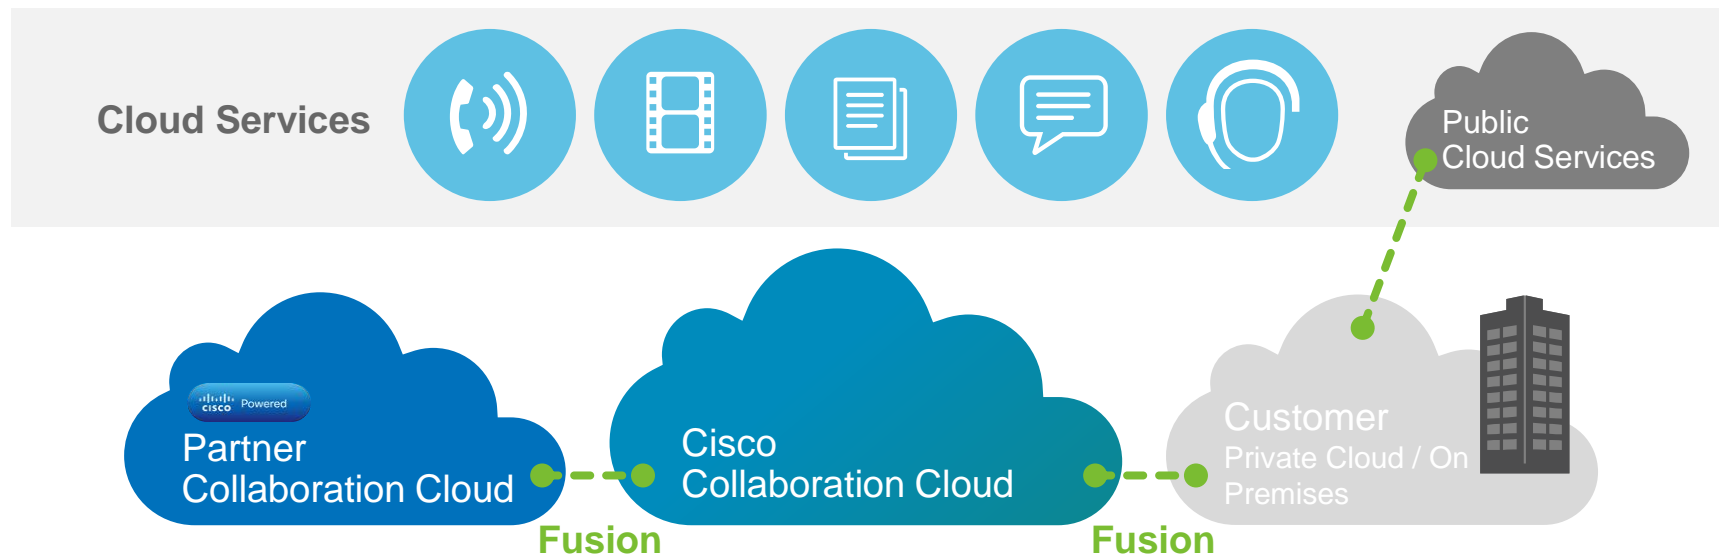 Cloud Services
Public
Cloud Services
CISCO Powered
Partner
Collaboration Cloud
Cisco
Collaboration Cloud
Customer
Private Cloud / On
Premises
Fusion
Fusion